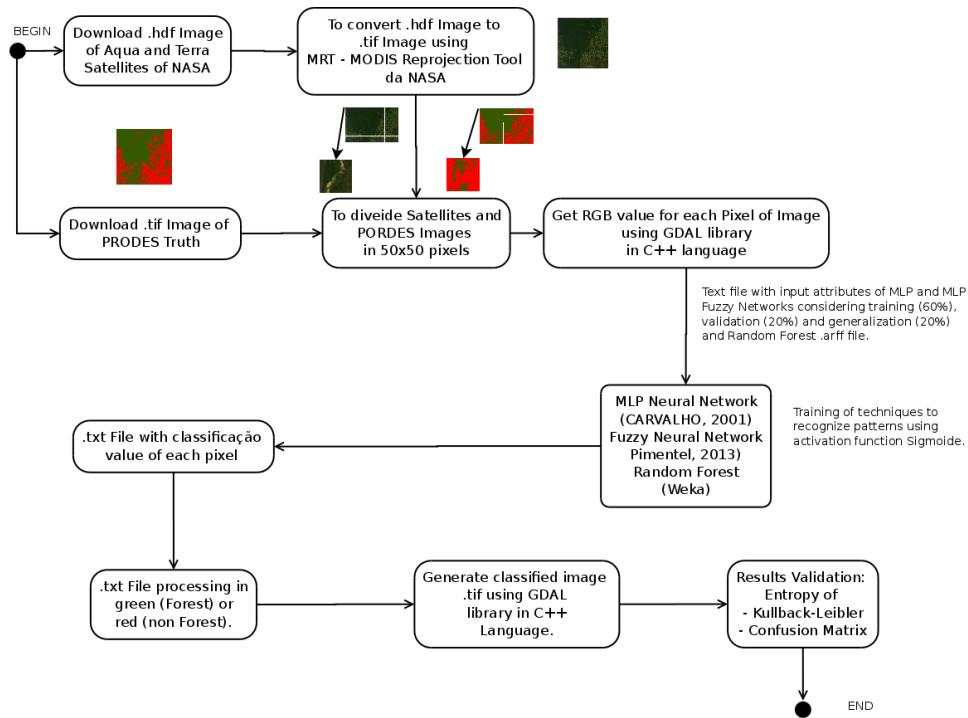 BEGIN
Download .hdf Image
of Aqua and Terra
Satellites of NASA
To convert .hdf Image to
.tif Image using
MRT - MODIS Reprojection Tool
da NASA
Download .tif Image of
PRODES Truth
To diveide Satellites and
PORDES Images
in 50x50 pixels
Get RGB value for each Pixel of Image
using GDAL library
in C++ language
Text file with input attributes of MLP and MLP
Fuzzy Networks considering training (60%),
validation (20%) and generalization (20%)
and Random Forest .arff file.
MLP Neural Network
(CARVALHO, 2001)
Fuzzy Neural Network
Pimentel, 2013)
Random Forest
(Weka)
Training of techniques to
recognize patterns using
activation function Sigmoide.
.txt File with classificação
value of each pixel
.txt File processing in
green (Forest) or
red (non Forest).
Generate classified image
.tif using GDAL
library in C++
Language.
Results Validation:
Entropy of
- Kullback-Leibler
- Confusion Matrix
END